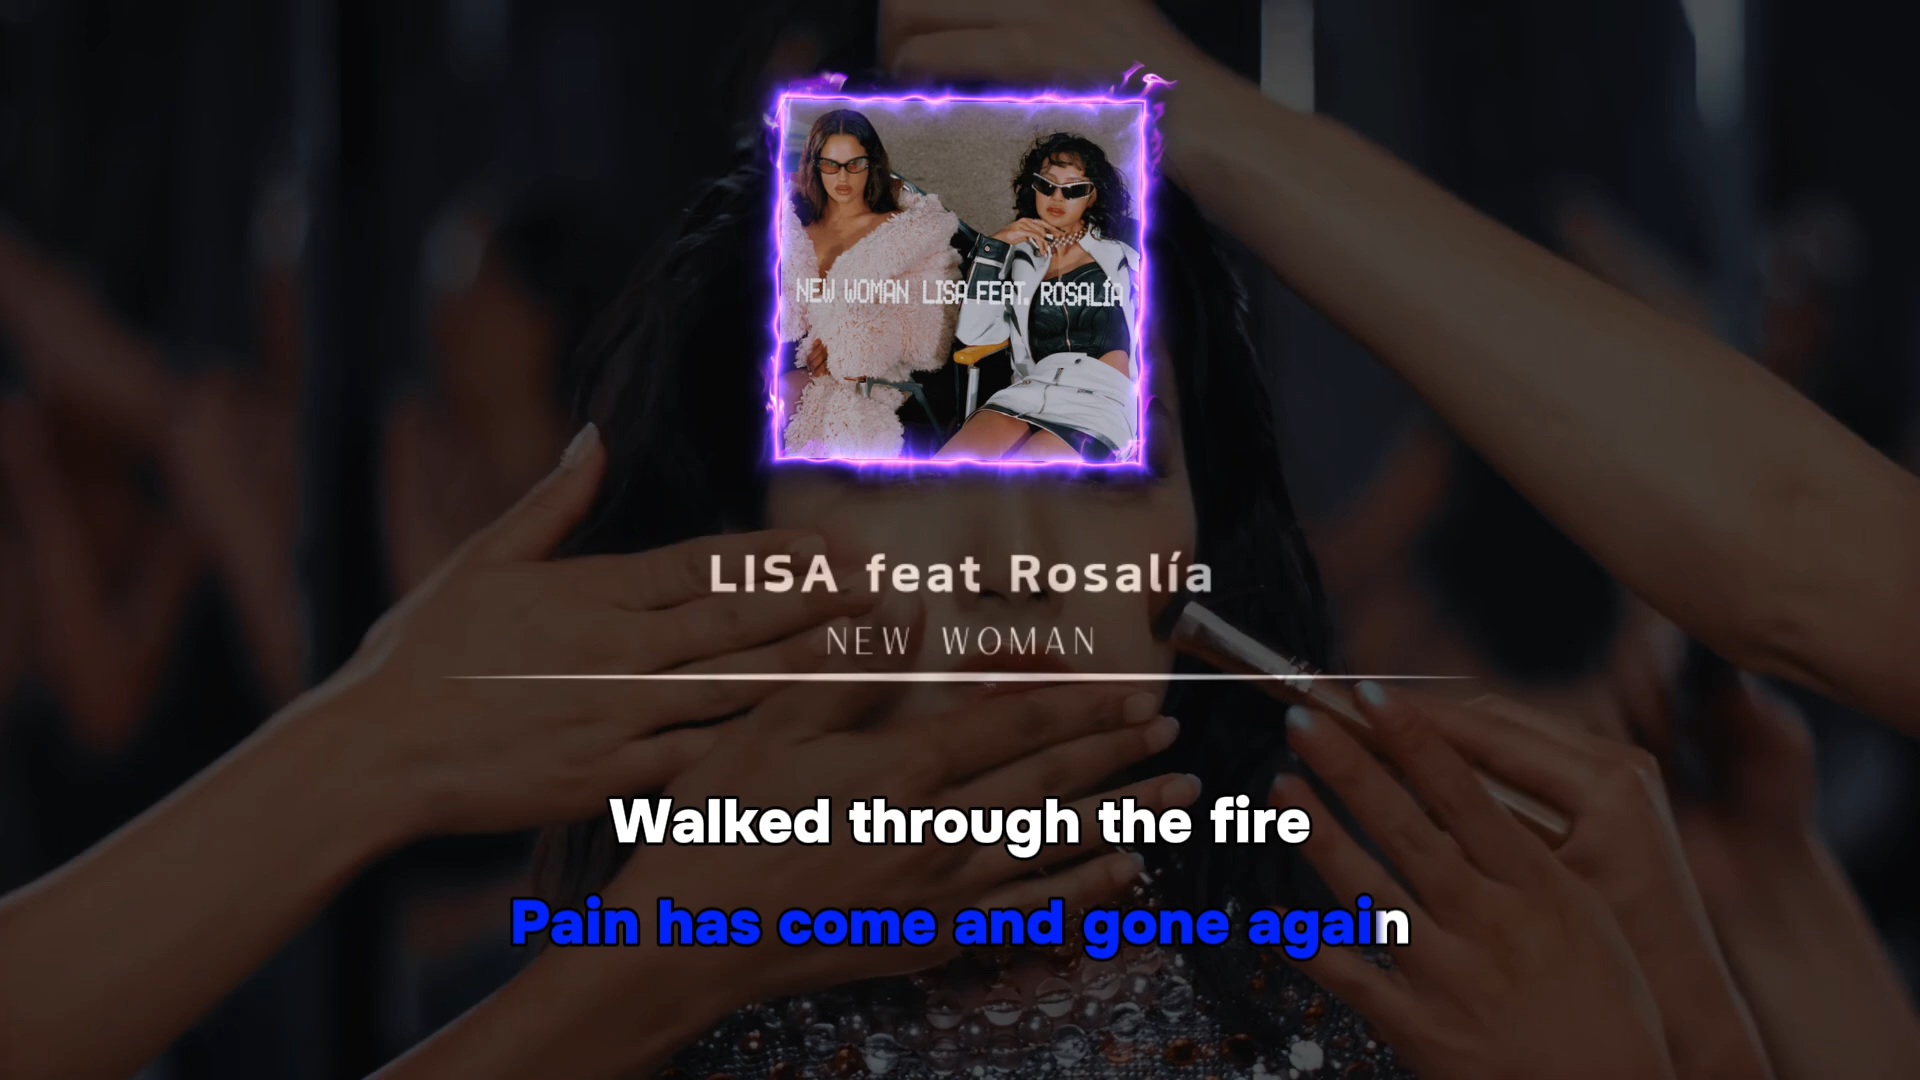 NEW WOMAN LISA FEAT. ROSALÍA
LISA feat Rosalía
NEW WOMAN
Walked through the fire
Pain has come and gone again